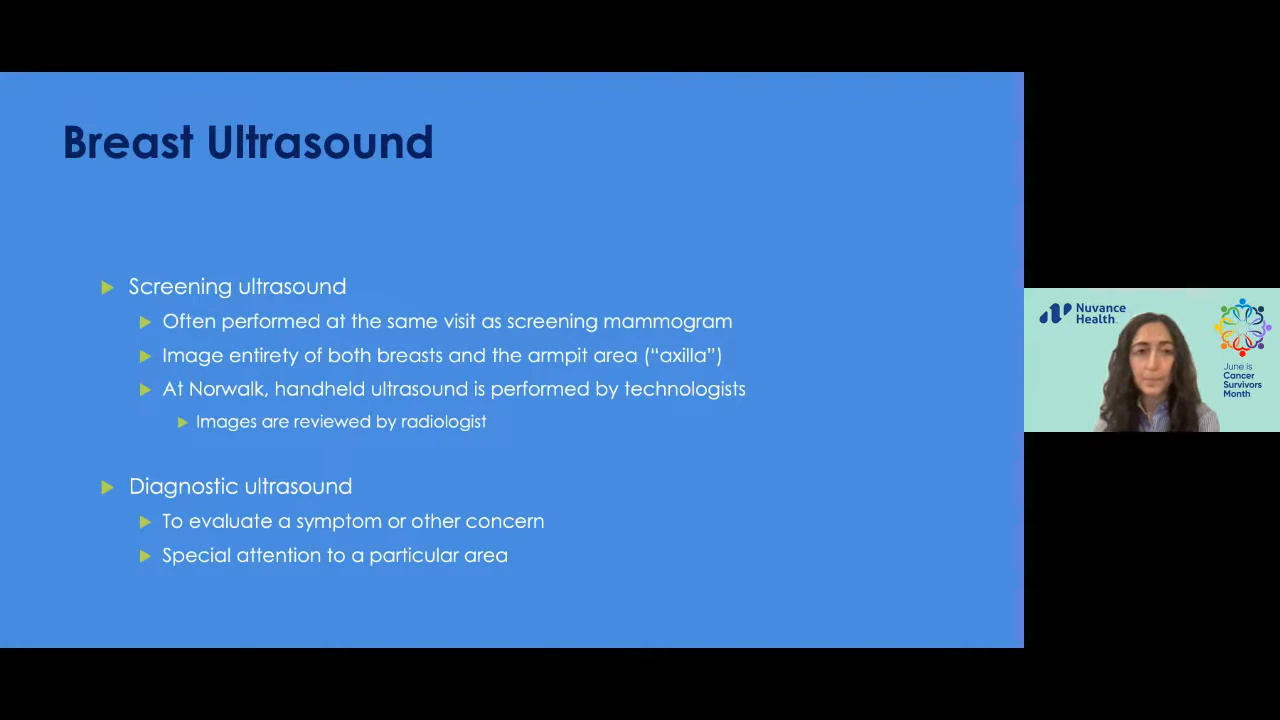 Breast Ultrasound
Screening ultrasound
Often performed at the same visit as screening mammogram
Image entirety of both breasts and the armpit area (“axilla”)
At Norwalk, handheld ultrasound is performed by technologists
Images are reviewed by radiologist
Diagnostic ultrasound
To evaluate a symptom or other concern
Special attention to a particular area
Nuvance
Health
June is
Cancer
Survivors
Month